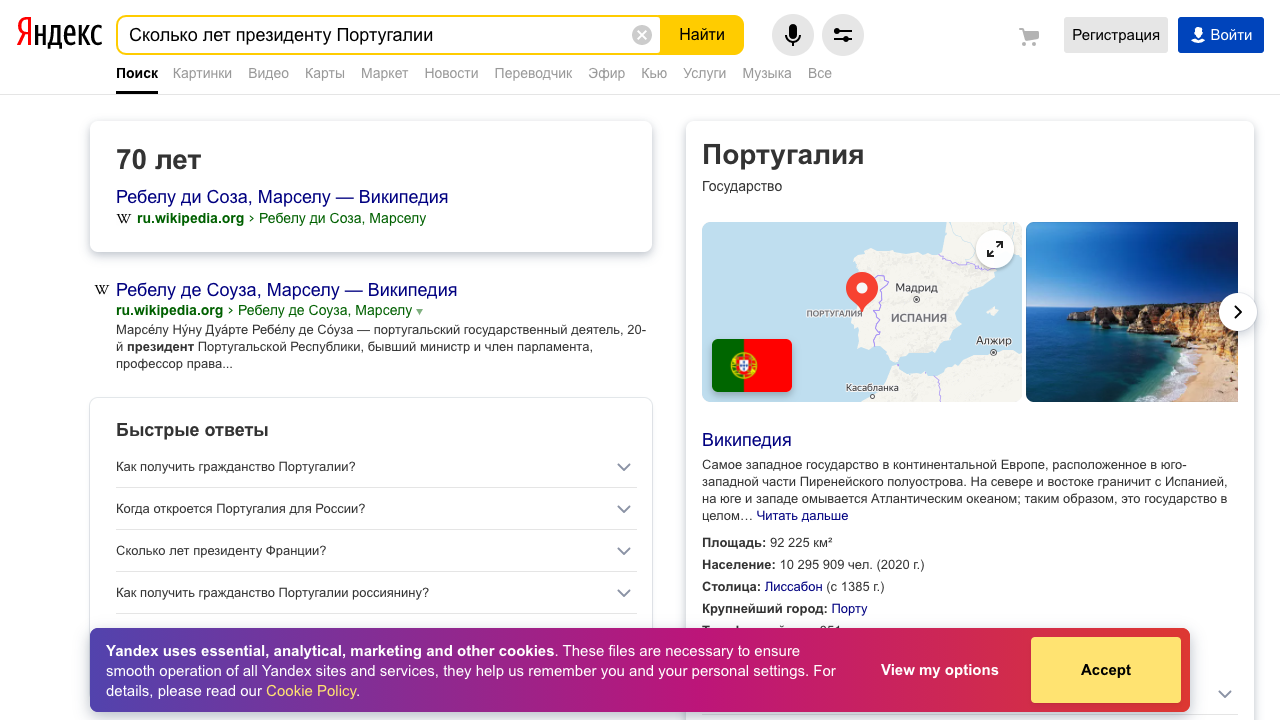 Яндекс
Сколько лет президенту Португалии
Найти
Регистрация
Войти
Поиск Картинки Видео Карты Маркет Новости Переводчик Эфир Кью Услуги Музыка Все
70 лет
Ребелу ди Соза, Марселу — Википедия
W ru.wikipedia.org › Ребелу ди Соза, Марселу
W Ребелу де Соуза, Марселу — Википедия
ru.wikipedia.org › Ребелу де Соуза, Марселу
Марсе́лу Ну́ну Дуа́рте Ребе́лу де Со́уза — португальский государственный деятель, 20-
й президент Португальской Республики, бывший министр и член парламента,
профессор права...
Быстрые ответы
Как получить гражданство Португалии?
Когда откроется Португалия для России?
Сколько лет президенту Франции?
Как получить гражданство Португалии россиянину?
Португалия
Государство
Мадрид
ПОРТУГАЛИЯ
ИСПАНИЯ
Алжир
Касабланка
Википедия
Самое западное государство в континентальной Европе, расположенное в юго-
западной части Пиренейского полуострова. На севере и востоке граничит с Испанией,
на юге и западе омывается Атлантическим океаном; таким образом, это государство в
целом… Читать дальше
Площадь: 92 225 км²
Население: 10 295 909 чел. (2020 г.)
Столица: Лиссабон (с 1385 г.)
Крупнейший город: Порту
Yandex uses essential, analytical, marketing and other cookies. These files are necessary to ensure
smooth operation of all Yandex sites and services, they help us remember you and your personal settings. For
details, please read our Cookie Policy.
View my options
Accept